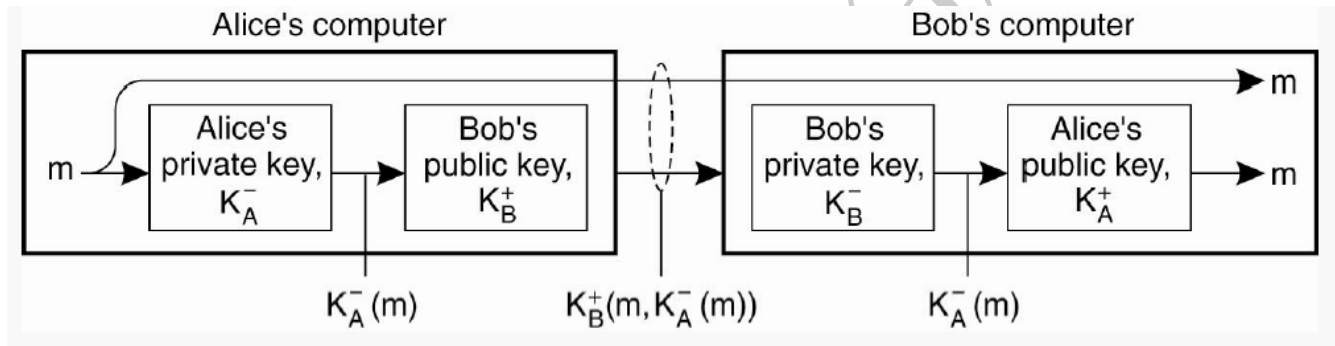 Alice's computer
Bob's computer
m
Alice's
private key,
K_A^-
Bob's
public key,
K_B^+
Bob's
private key,
K_B^-
Alice's
public key,
K_A^+
m
m
K_A^-(m)
K_B^+(m,K_A^-(m))
K_A^-(m)